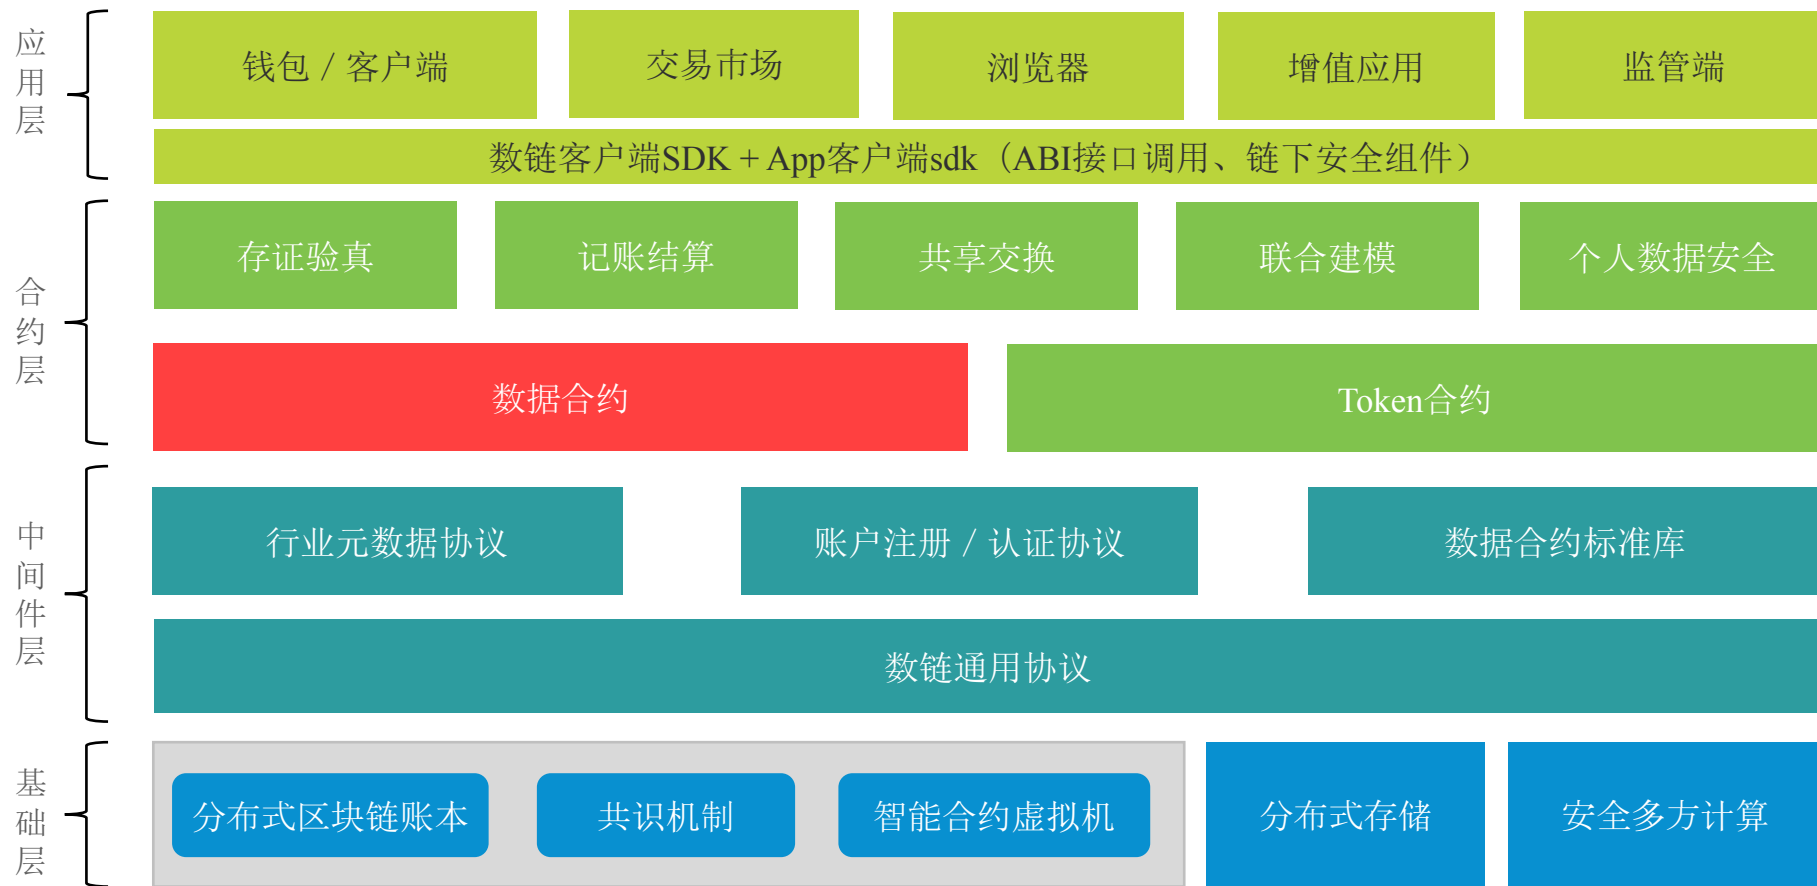 应用层
钱包 / 客户端
交易市场
浏览器
增值应用
监管端
数链客户端SDK + App客户端sdk（ABI接口调用、链下安全组件）
合约层
存证验真
记账结算
共享交换
联合建模
个人数据安全
数据合约
Token合约
中间件层
行业元数据协议
账户注册 / 认证协议
数据合约标准库
数链通用协议
基础层
分布式区块链账本
共识机制
智能合约虚拟机
分布式存储
安全多方计算